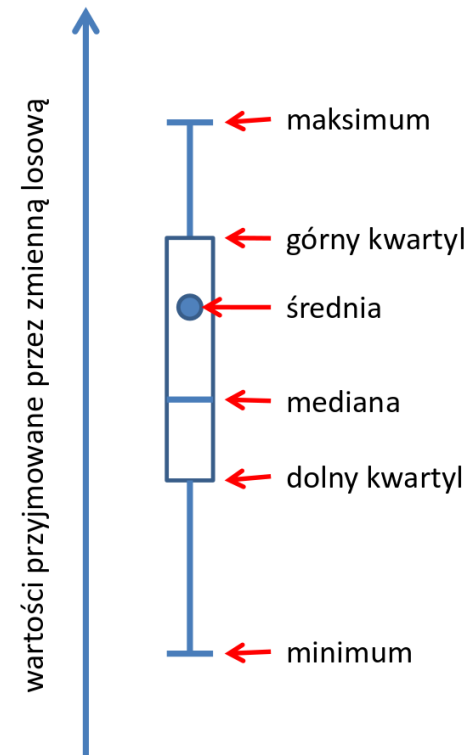 wartości przyjmowane przez zmienną losową
maksimum
górny kwartyl
średnia
mediana
dolny kwartyl
minimum